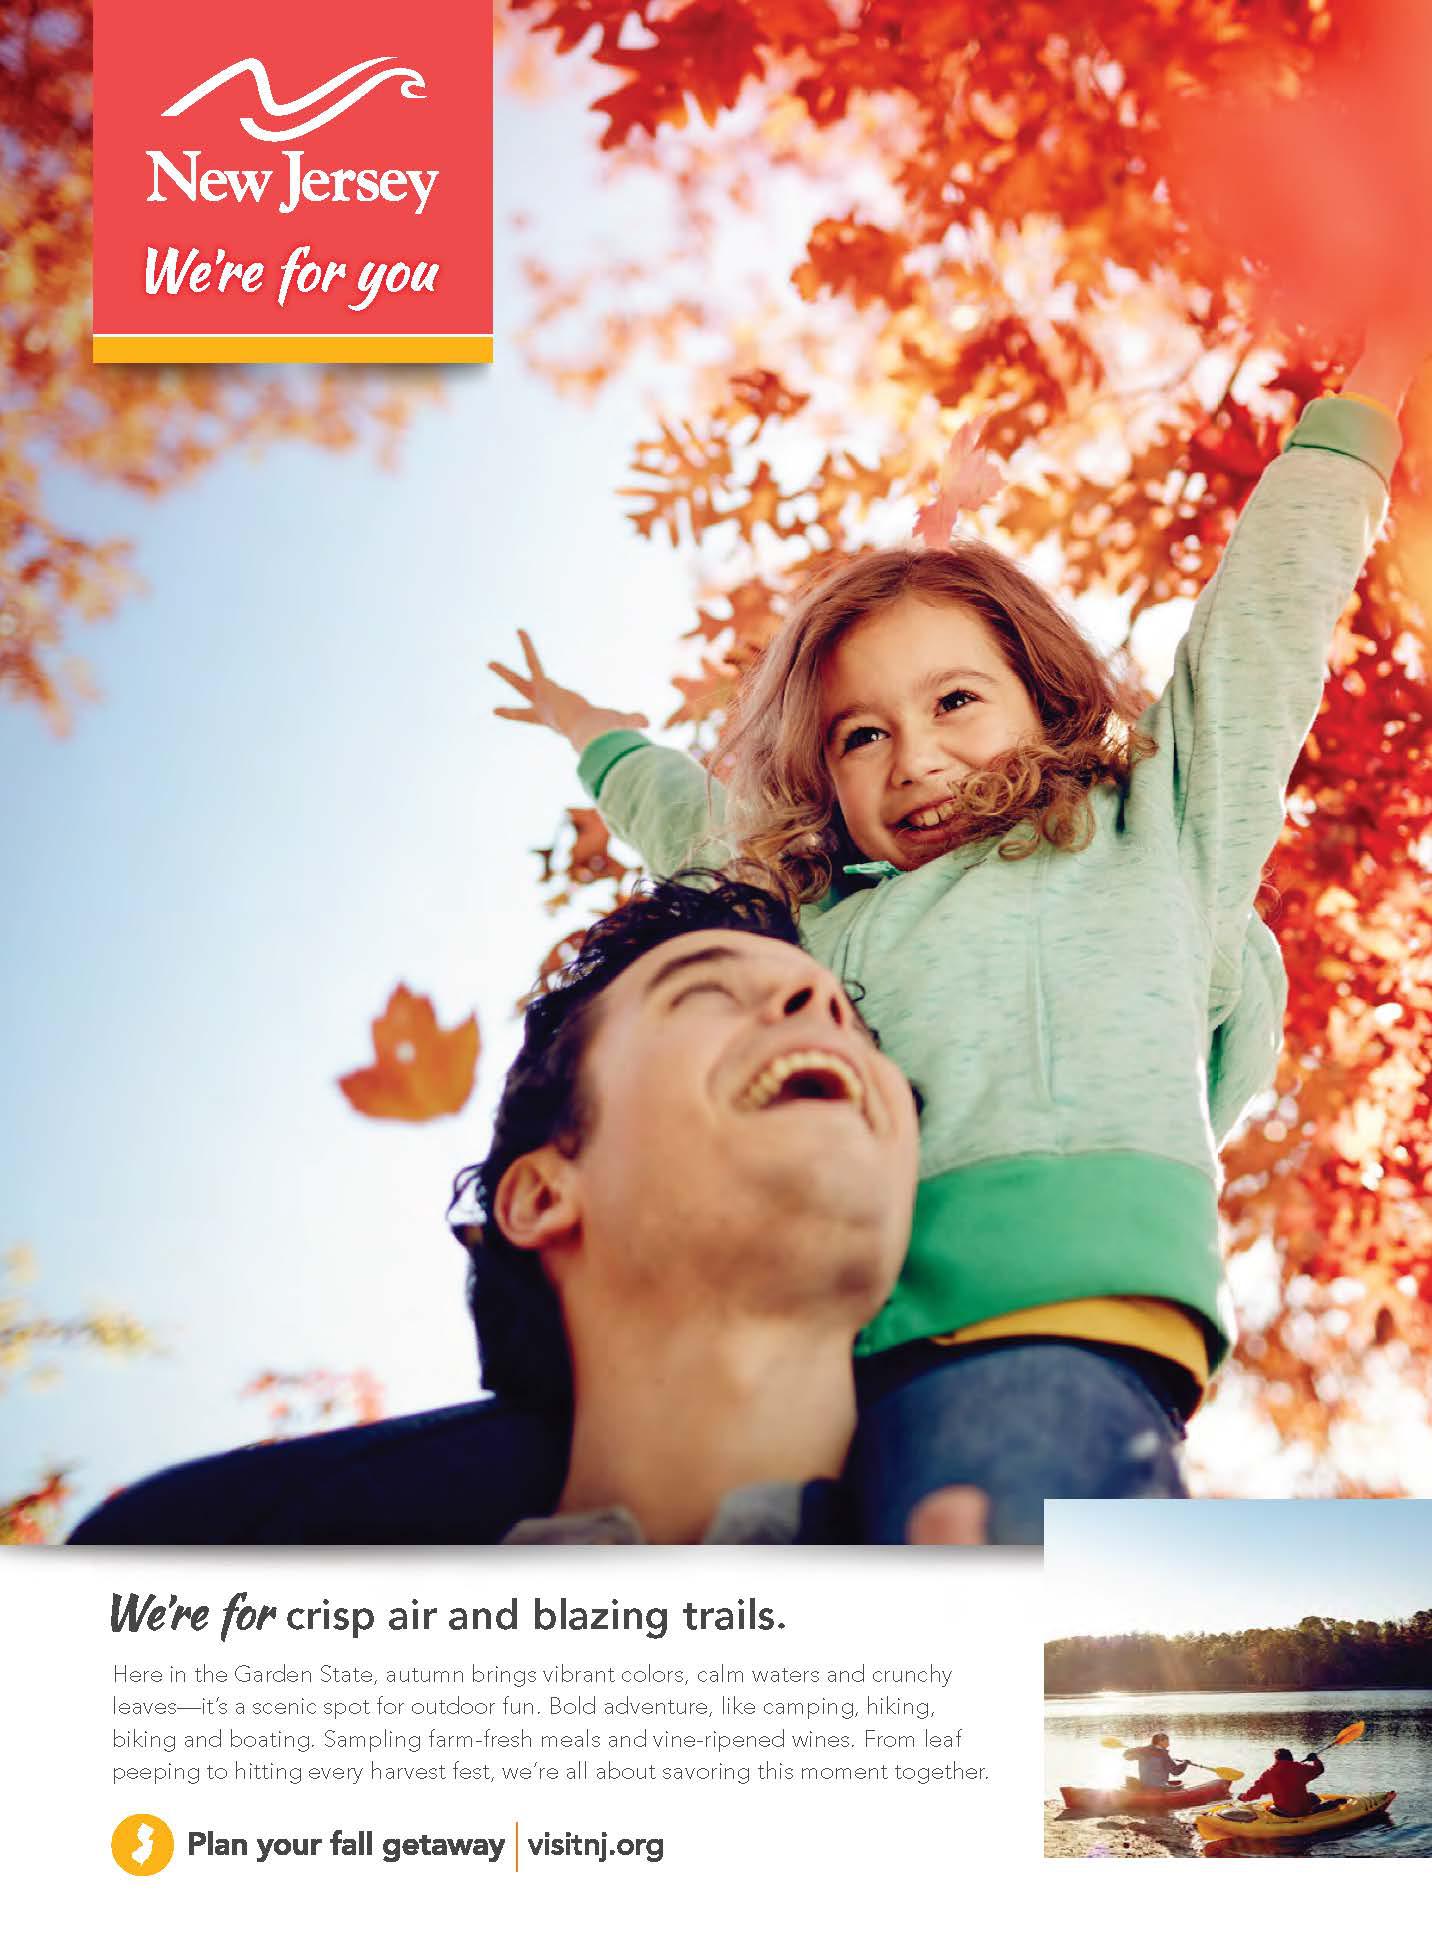 New Jersey
We're for you
We're for crisp air and blazing trails.
Here in the Garden State, autumn brings vibrant colors, calm waters and crunchy
leaves—it's a scenic spot for outdoor fun. Bold adventure, like camping, hiking,
biking and boating. Sampling farm-fresh meals and vine-ripened wines. From leaf
peeping to hitting every harvest fest, we're all about savoring this moment together.
Plan your fall getaway | visitnj.org